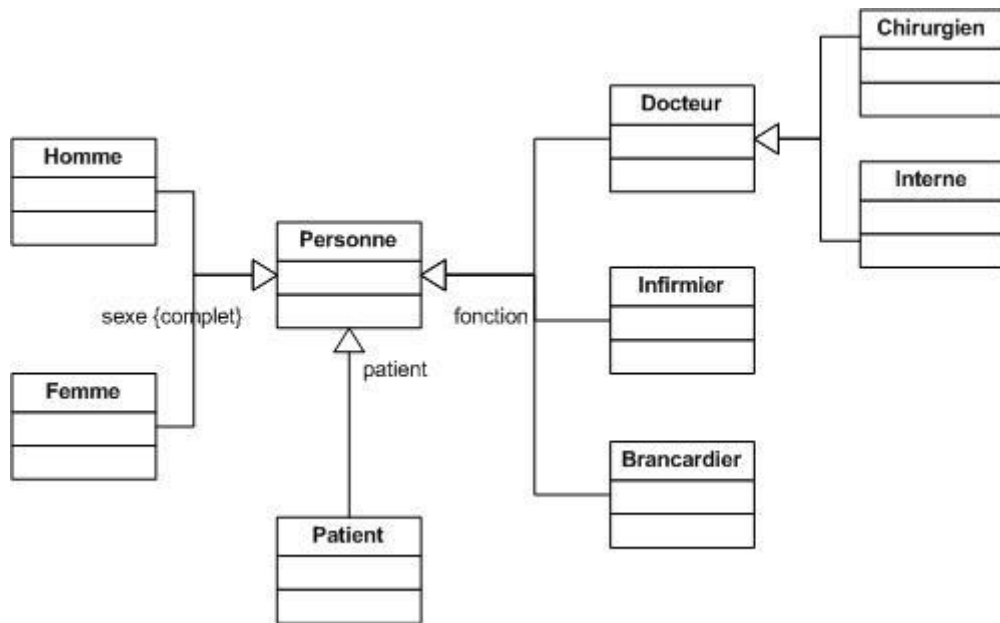 Chirurgien
Docteur
Homme
Interne
Personne
Infirmier
sexe {complet}
fonction
patient
Femme
Brancardier
Patient